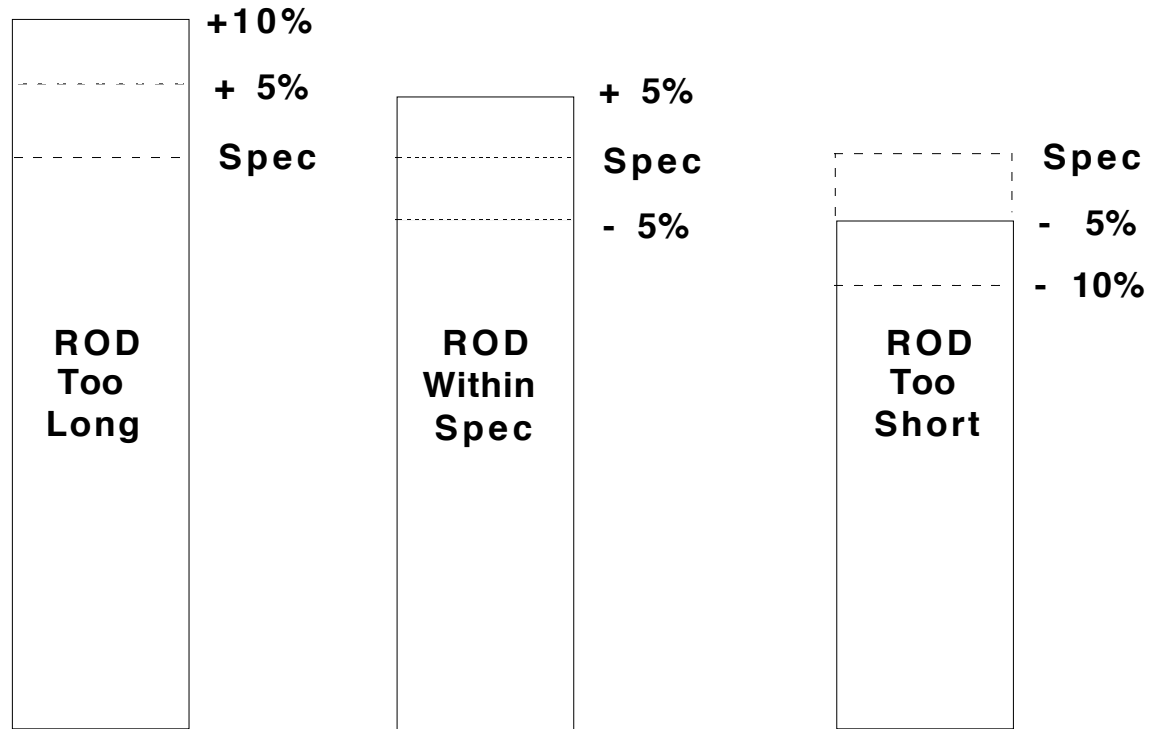 +10%
+ 5%
Spec
ROD
Too
Long
+ 5%
Spec
- 5%
ROD
Within
Spec
Spec
- 5%
- 10%
ROD
Too
Short